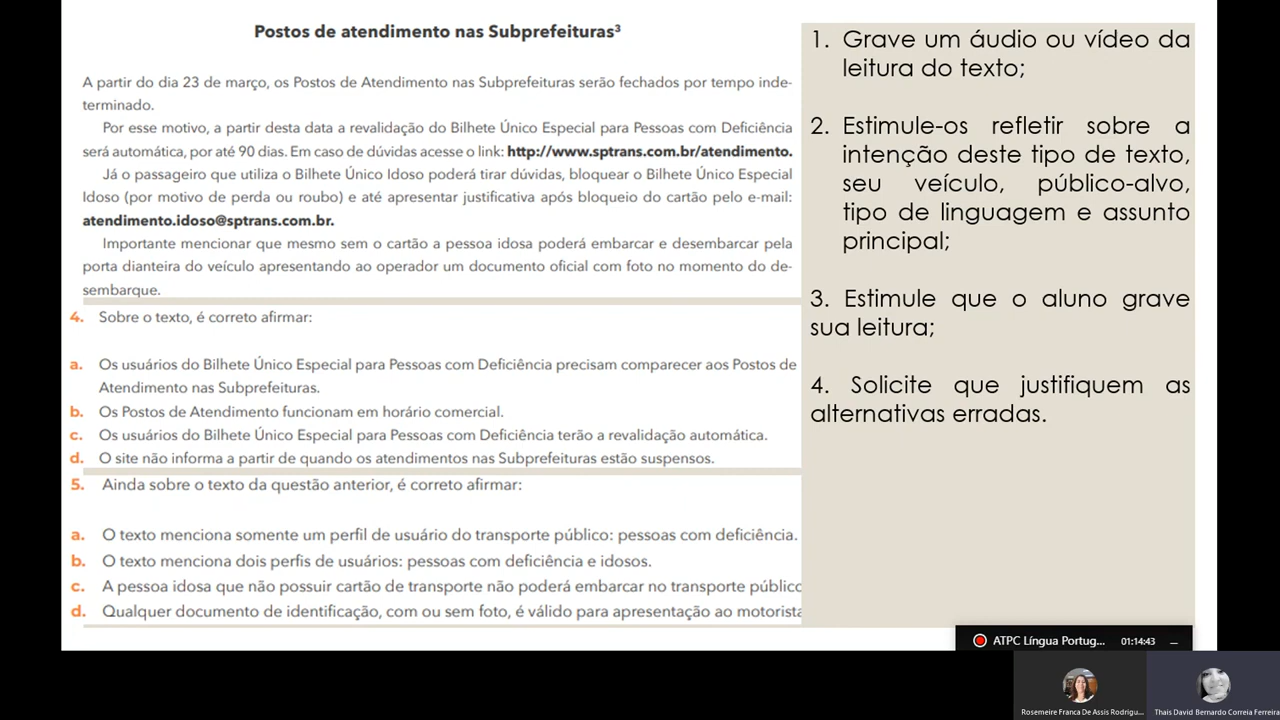 Postos de atendimento nas Subprefeituras³
A partir do dia 23 de março, os Postos de Atendimento nas Subprefeituras serão fechados por tempo inde-
terminado.
Por esse motivo, a partir desta data a revalidação do Bilhete Único Especial para Pessoas com Deficiência
será automática, por até 90 dias. Em caso de dúvidas acesse o link: http://www.sptrans.com.br/atendimento.
Já o passageiro que utiliza o Bilhete Único Idoso poderá tirar dúvidas, bloquear o Bilhete Único Especial
Idoso (por motivo de perda ou roubo) e até apresentar justificativa após bloqueio do cartão pelo e-mail:
atendimento.idoso@sptrans.com.br.
Importante mencionar que mesmo sem o cartão a pessoa idosa poderá embarcar e desembarcar pela
porta dianteira do veículo apresentando ao operador um documento oficial com foto no momento do de-
sembarque.
4. Sobre o texto, é correto afirmar:
a. Os usuários do Bilhete Único Especial para Pessoas com Deficiência precisam comparecer aos Postos de
Atendimento nas Subprefeituras.
b. Os Postos de Atendimento funcionam em horário comercial.
c. Os usuários do Bilhete Único Especial para Pessoas com Deficiência terão a revalidação automática.
d. O site não informa a partir de quando os atendimentos nas Subprefeituras estão suspensos.
5. Ainda sobre o texto da questão anterior, é correto afirmar:
a. O texto menciona somente um perfil de usuário do transporte público: pessoas com deficiência.
b. O texto menciona dois perfis de usuários: pessoas com deficiência e idosos.
c. A pessoa idosa que não possuir cartão de transporte não poderá embarcar no transporte público
d. Qualquer documento de identificação, com ou sem foto, é válido para apresentação ao motorista
1. Grave um áudio ou vídeo da
leitura do texto;
2. Estimule-os refletir sobre a
intenção deste tipo de texto,
seu veículo, público-alvo,
tipo de linguagem e assunto
principal;
3. Estimule que o aluno grave
sua leitura;
4. Solicite que justifiquem as
alternativas erradas.
ATPC Língua Portug... 01:14:43
Rosemeire Franca De Assis Rodrigu...
Thais David Bernardo Correia Ferreira